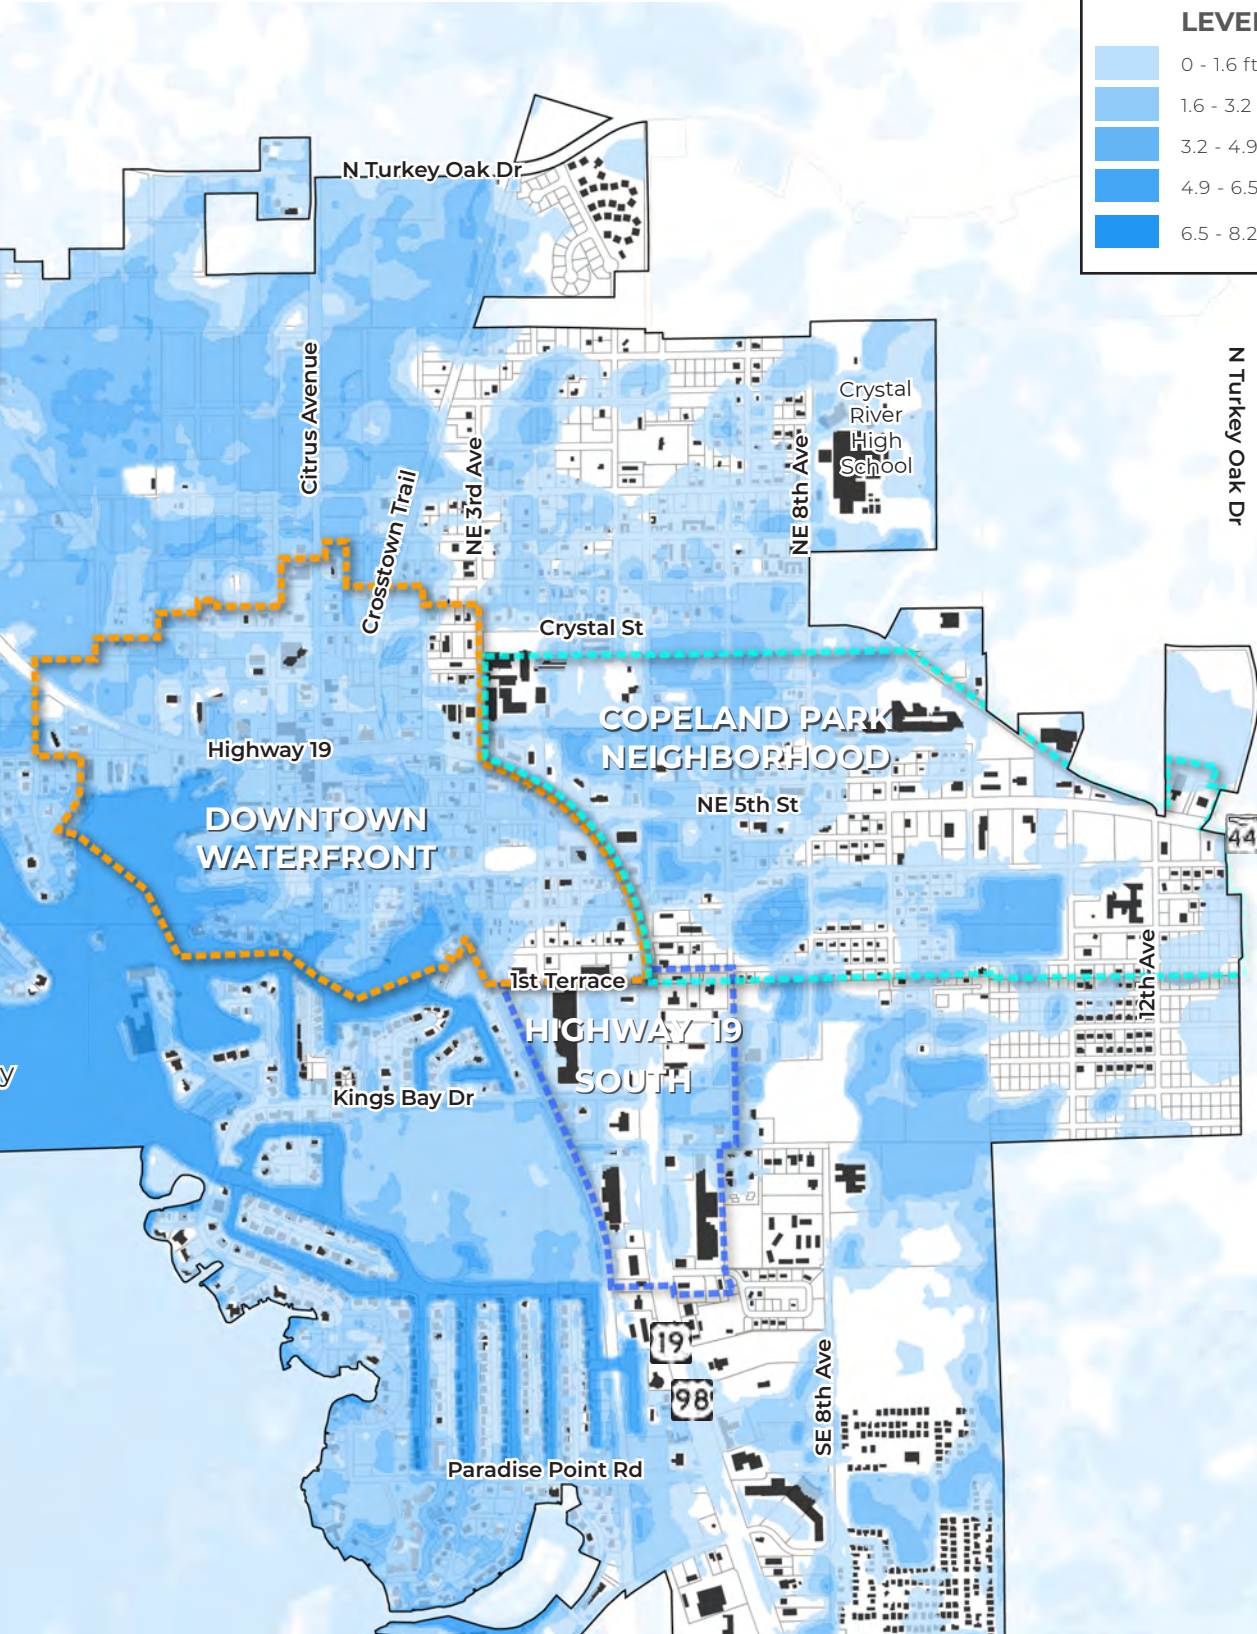 LEVEL
0 - 1.6 ft
1.6 - 3.2
3.2 - 4.9
4.9 - 6.5
6.5 - 8.2
N Turkey Oak Dr
Citrus Avenue
Crosstown Trail
NE 3rd Ave
NE 8th Ave
Crystal
River
High
School
N Turkey Oak Dr
Crystal St
COPELAND PARK
NEIGHBORHOOD
Highway 19
NE 5th St
DOWNTOWN
WATERFRONT
44
1st Terrace
12th Ave
HIGHWAY 19
SOUTH
y
Kings Bay Dr
19
98
SE 8th Ave
Paradise Point Rd